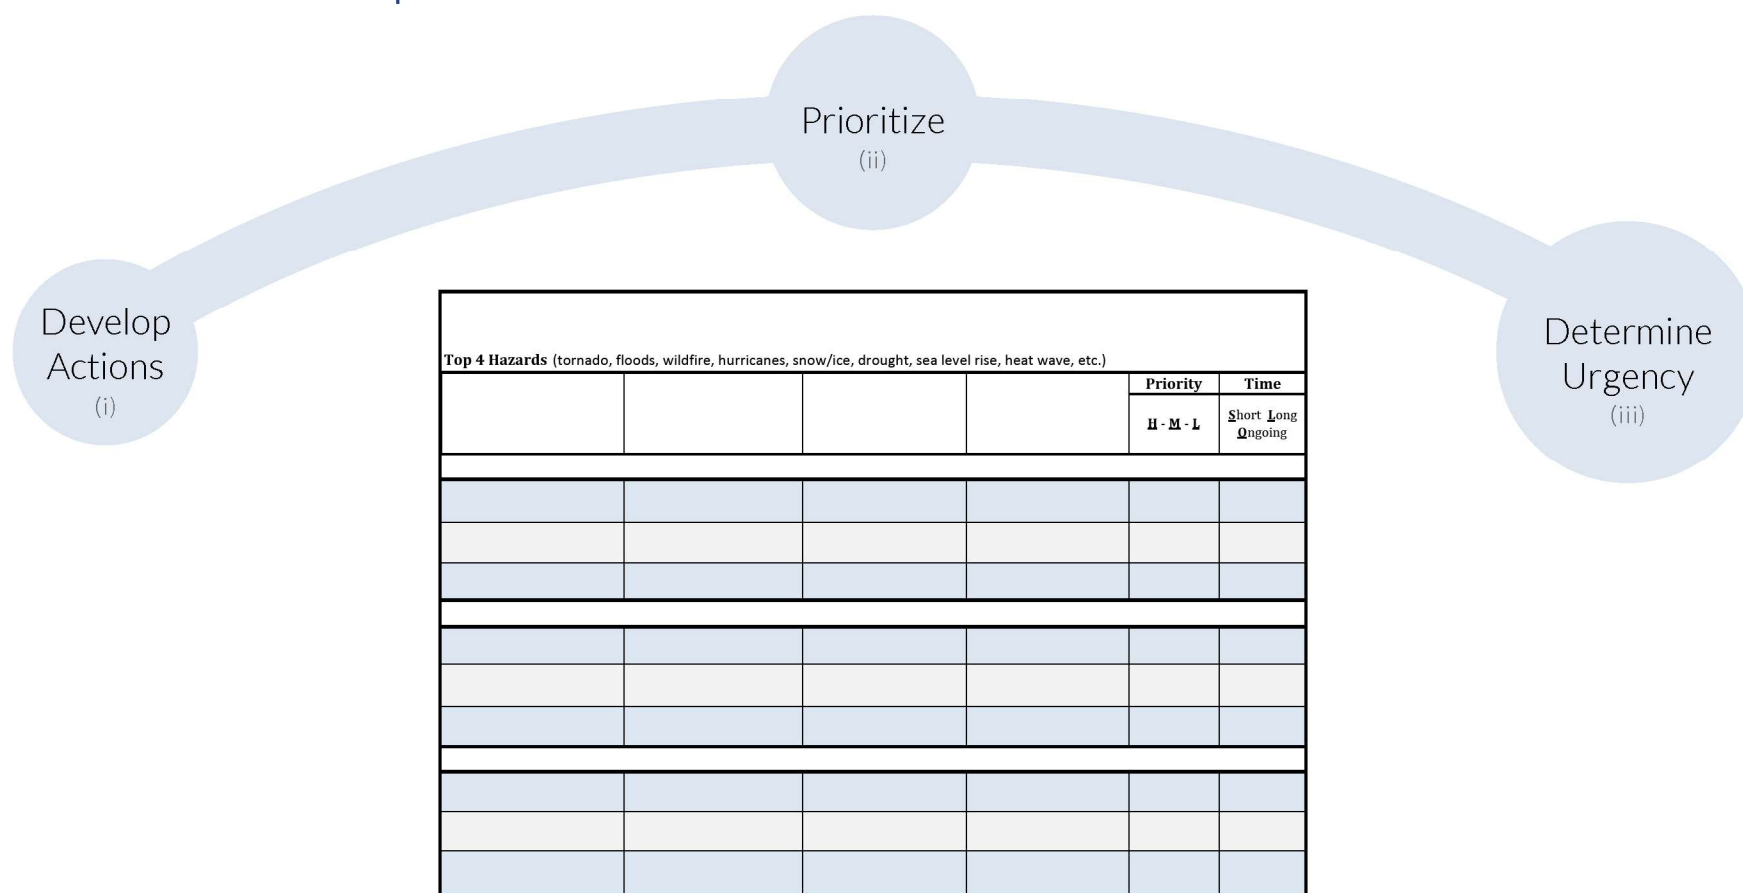 Prioritize
(ii)
Develop
Actions
(i)
Determine
Urgency
(iii)
Top 4 Hazards (tornado, floods, wildfire, hurricanes, snow/ice, drought, sea level rise, heat wave, etc.)
Priority
Time
H - M - L
Short Long
Ongoing